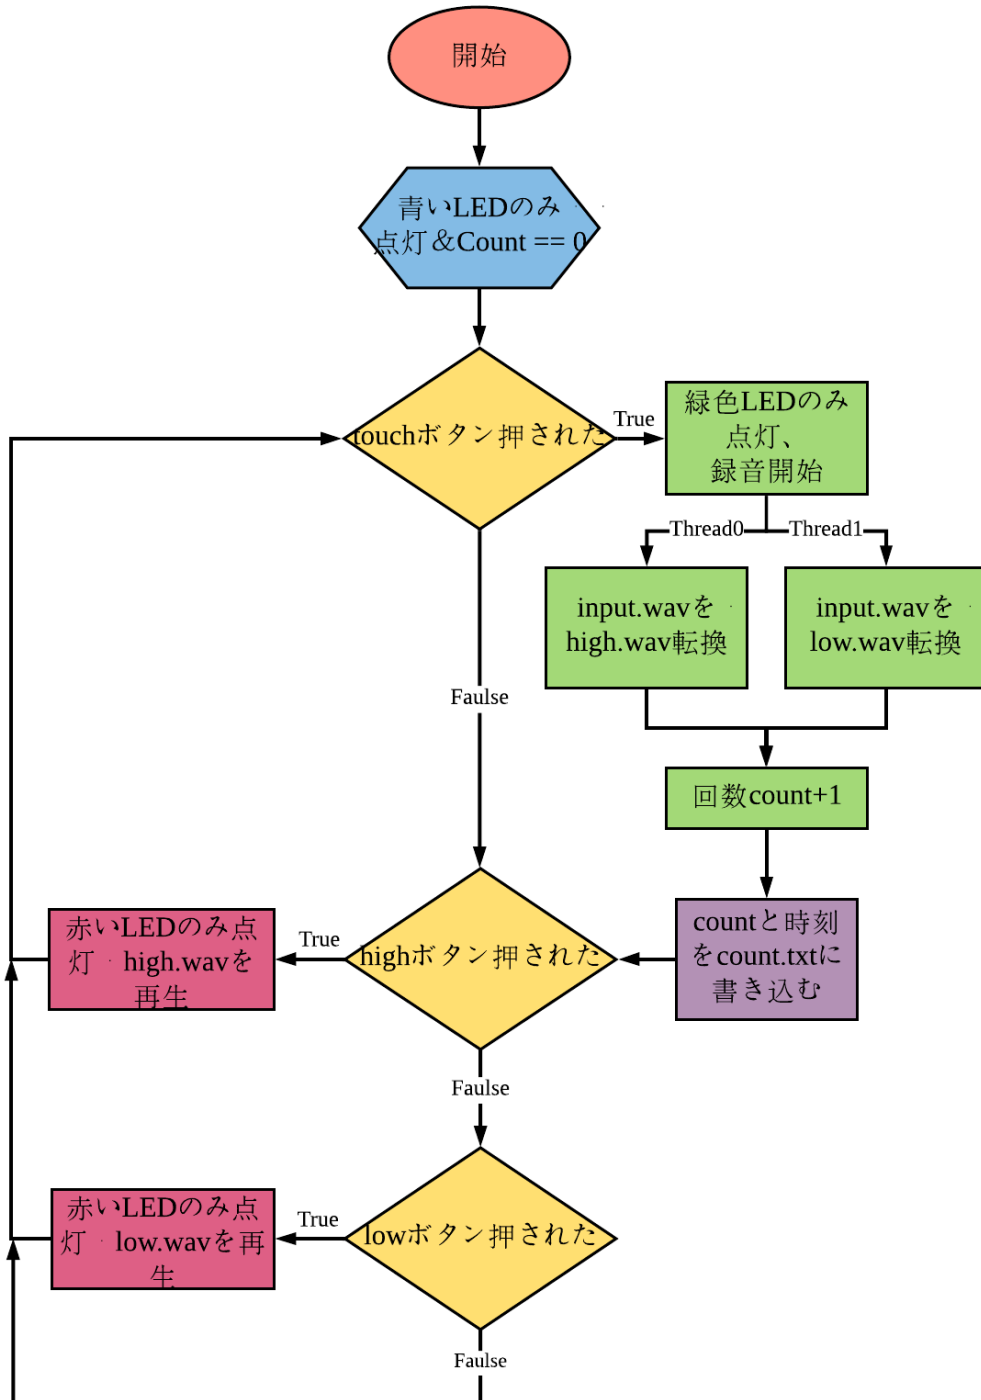 開始
青いLEDのみ
点灯&Count == 0
touchボタン押された
True
緑色LEDのみ
点灯、
録音開始
Thread0
Thread1
input.wavを
high.wav転換
input.wavを
low.wav転換
Faulse
回数count+1
countと時刻
をcount.txtに
書き込む
highボタン押された
True
赤いLEDのみ点
灯・high.wavを
再生
Faulse
lowボタン押された
True
赤いLEDのみ点
灯・low.wavを再
生
Faulse